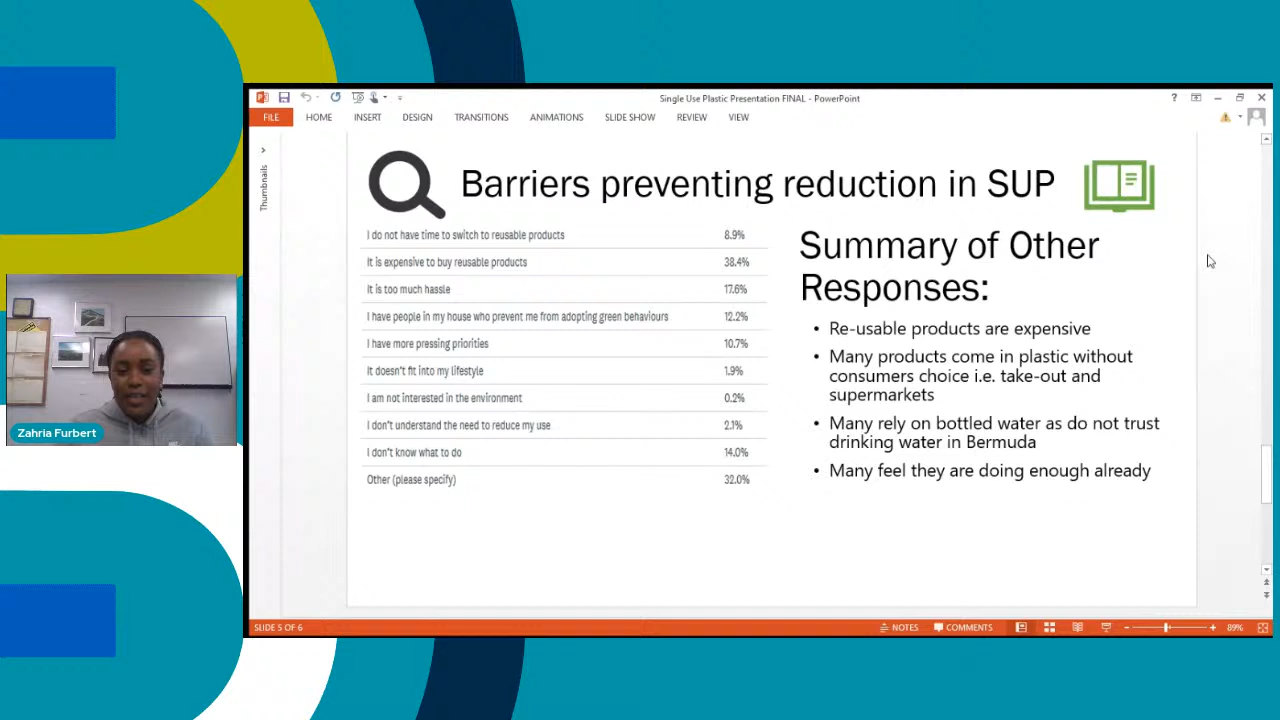 Single Use Plastic Presentation FINAL - PowerPoint
?
FILE HOME INSERT DESIGN TRANSITIONS ANIMATIONS SLIDE SHOW REVIEW VIEW
Thumbnails
Barriers preventing reduction in SUP
I do not have time to switch to reusable products 8.9%
It is expensive to buy reusable products 38.4%
It is too much hassle 17.6%
I have people in my house who prevent me from adopting green behaviours 12.2%
I have more pressing priorities 10.7%
It doesn't fit into my lifestyle 1.9%
I am not interested in the environment 0.2%
I don't understand the need to reduce my use 2.1%
I don't know what to do 14.0%
Other (please specify) 32.0%
Summary of Other
Responses:
• Re-usable products are expensive
• Many products come in plastic without
consumers choice i.e. take-out and
supermarkets
• Many rely on bottled water as do not trust
drinking water in Bermuda
• Many feel they are doing enough already
Zahria Furbert
SLIDE 5 OF 6 NOTES COMMENTS 89%